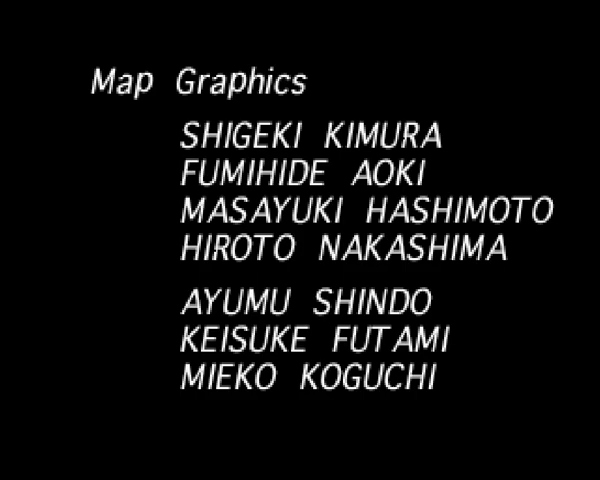 Map Graphics
SHIGEKI KIMURA
FUMIHIDE AOKI
MASAYUKI HASHIMOTO
HIROTO NAKASHIMA
AYUMU SHINDO
KEISUKE FUTAMI
MIEKO KOGUCHI